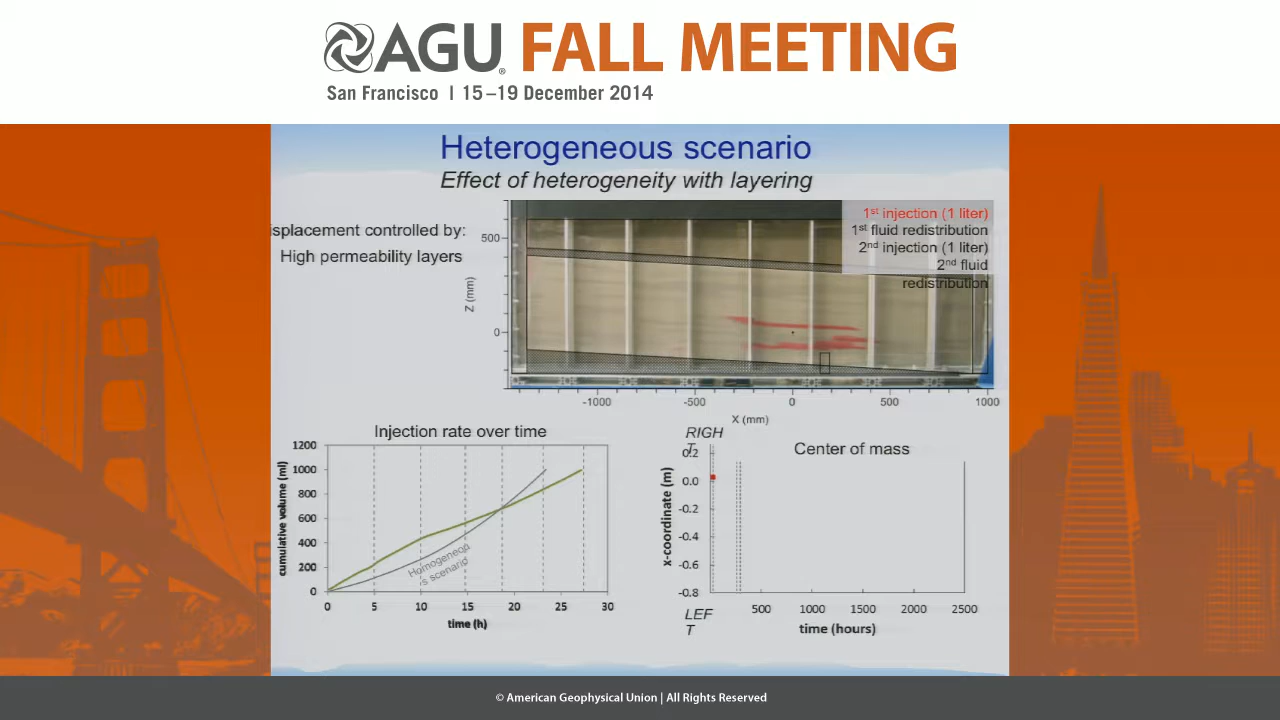 AGU FALL MEETING
San Francisco | 15–19 December 2014
Heterogeneous scenario
Effect of heterogeneity with layering
splacement controlled by:
High permeability layers
1st injection (1 liter)
1st fluid redistribution
2nd injection (1 liter)
2nd fluid
redistribution
Z (mm)
500
0
-1000 -500 0 500 1000
X (mm)
Injection rate over time
cumulative volume (ml)
1200
1000
800
600
400
200
0
Homogeneou
s scenario
0 5 10 15 20 25 30
time (h)
RIGH
T
Center of mass
x-coordinate (m)
0.2
0.0
-0.2
-0.4
-0.6
-0.8
500 1000 1500 2000 2500
LEF
T
time (hours)
© American Geophysical Union | All Rights Reserved